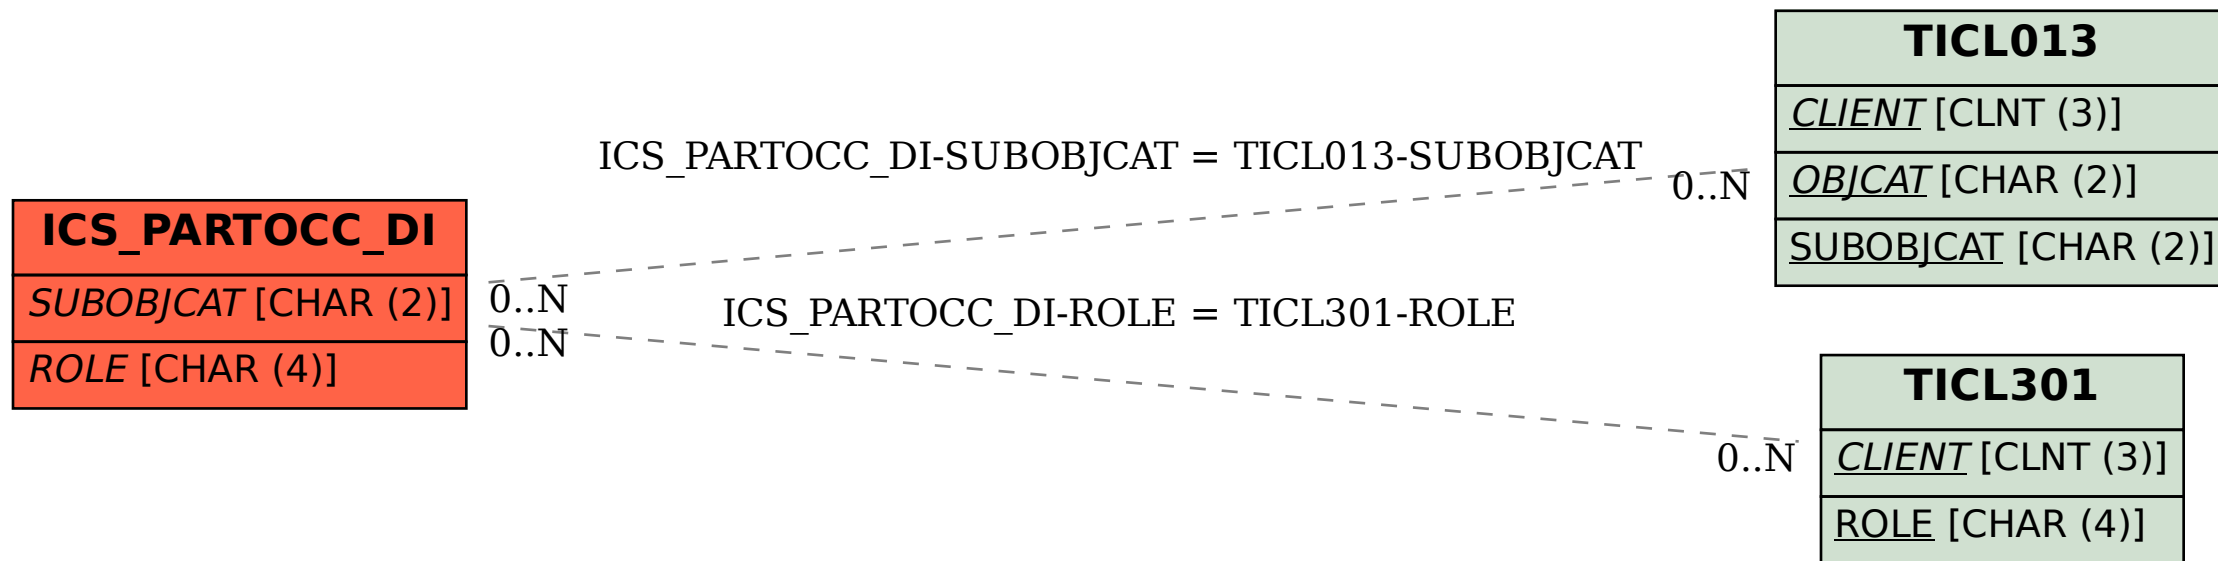 TICL013
CLIENT [CLNT (3)]
OBJCAT [CHAR (2)]
SUBOBJCAT [CHAR (2)]
ICS_PARTOCC_DI-SUBOBJCAT = TICL013-SUBOBJCAT
0..N
ICS_PARTOCC_DI
SUBOBJCAT [CHAR (2)]
ROLE [CHAR (4)]
0..N
0..N
ICS_PARTOCC_DI-ROLE = TICL301-ROLE
0..N
TICL301
CLIENT [CLNT (3)]
ROLE [CHAR (4)]